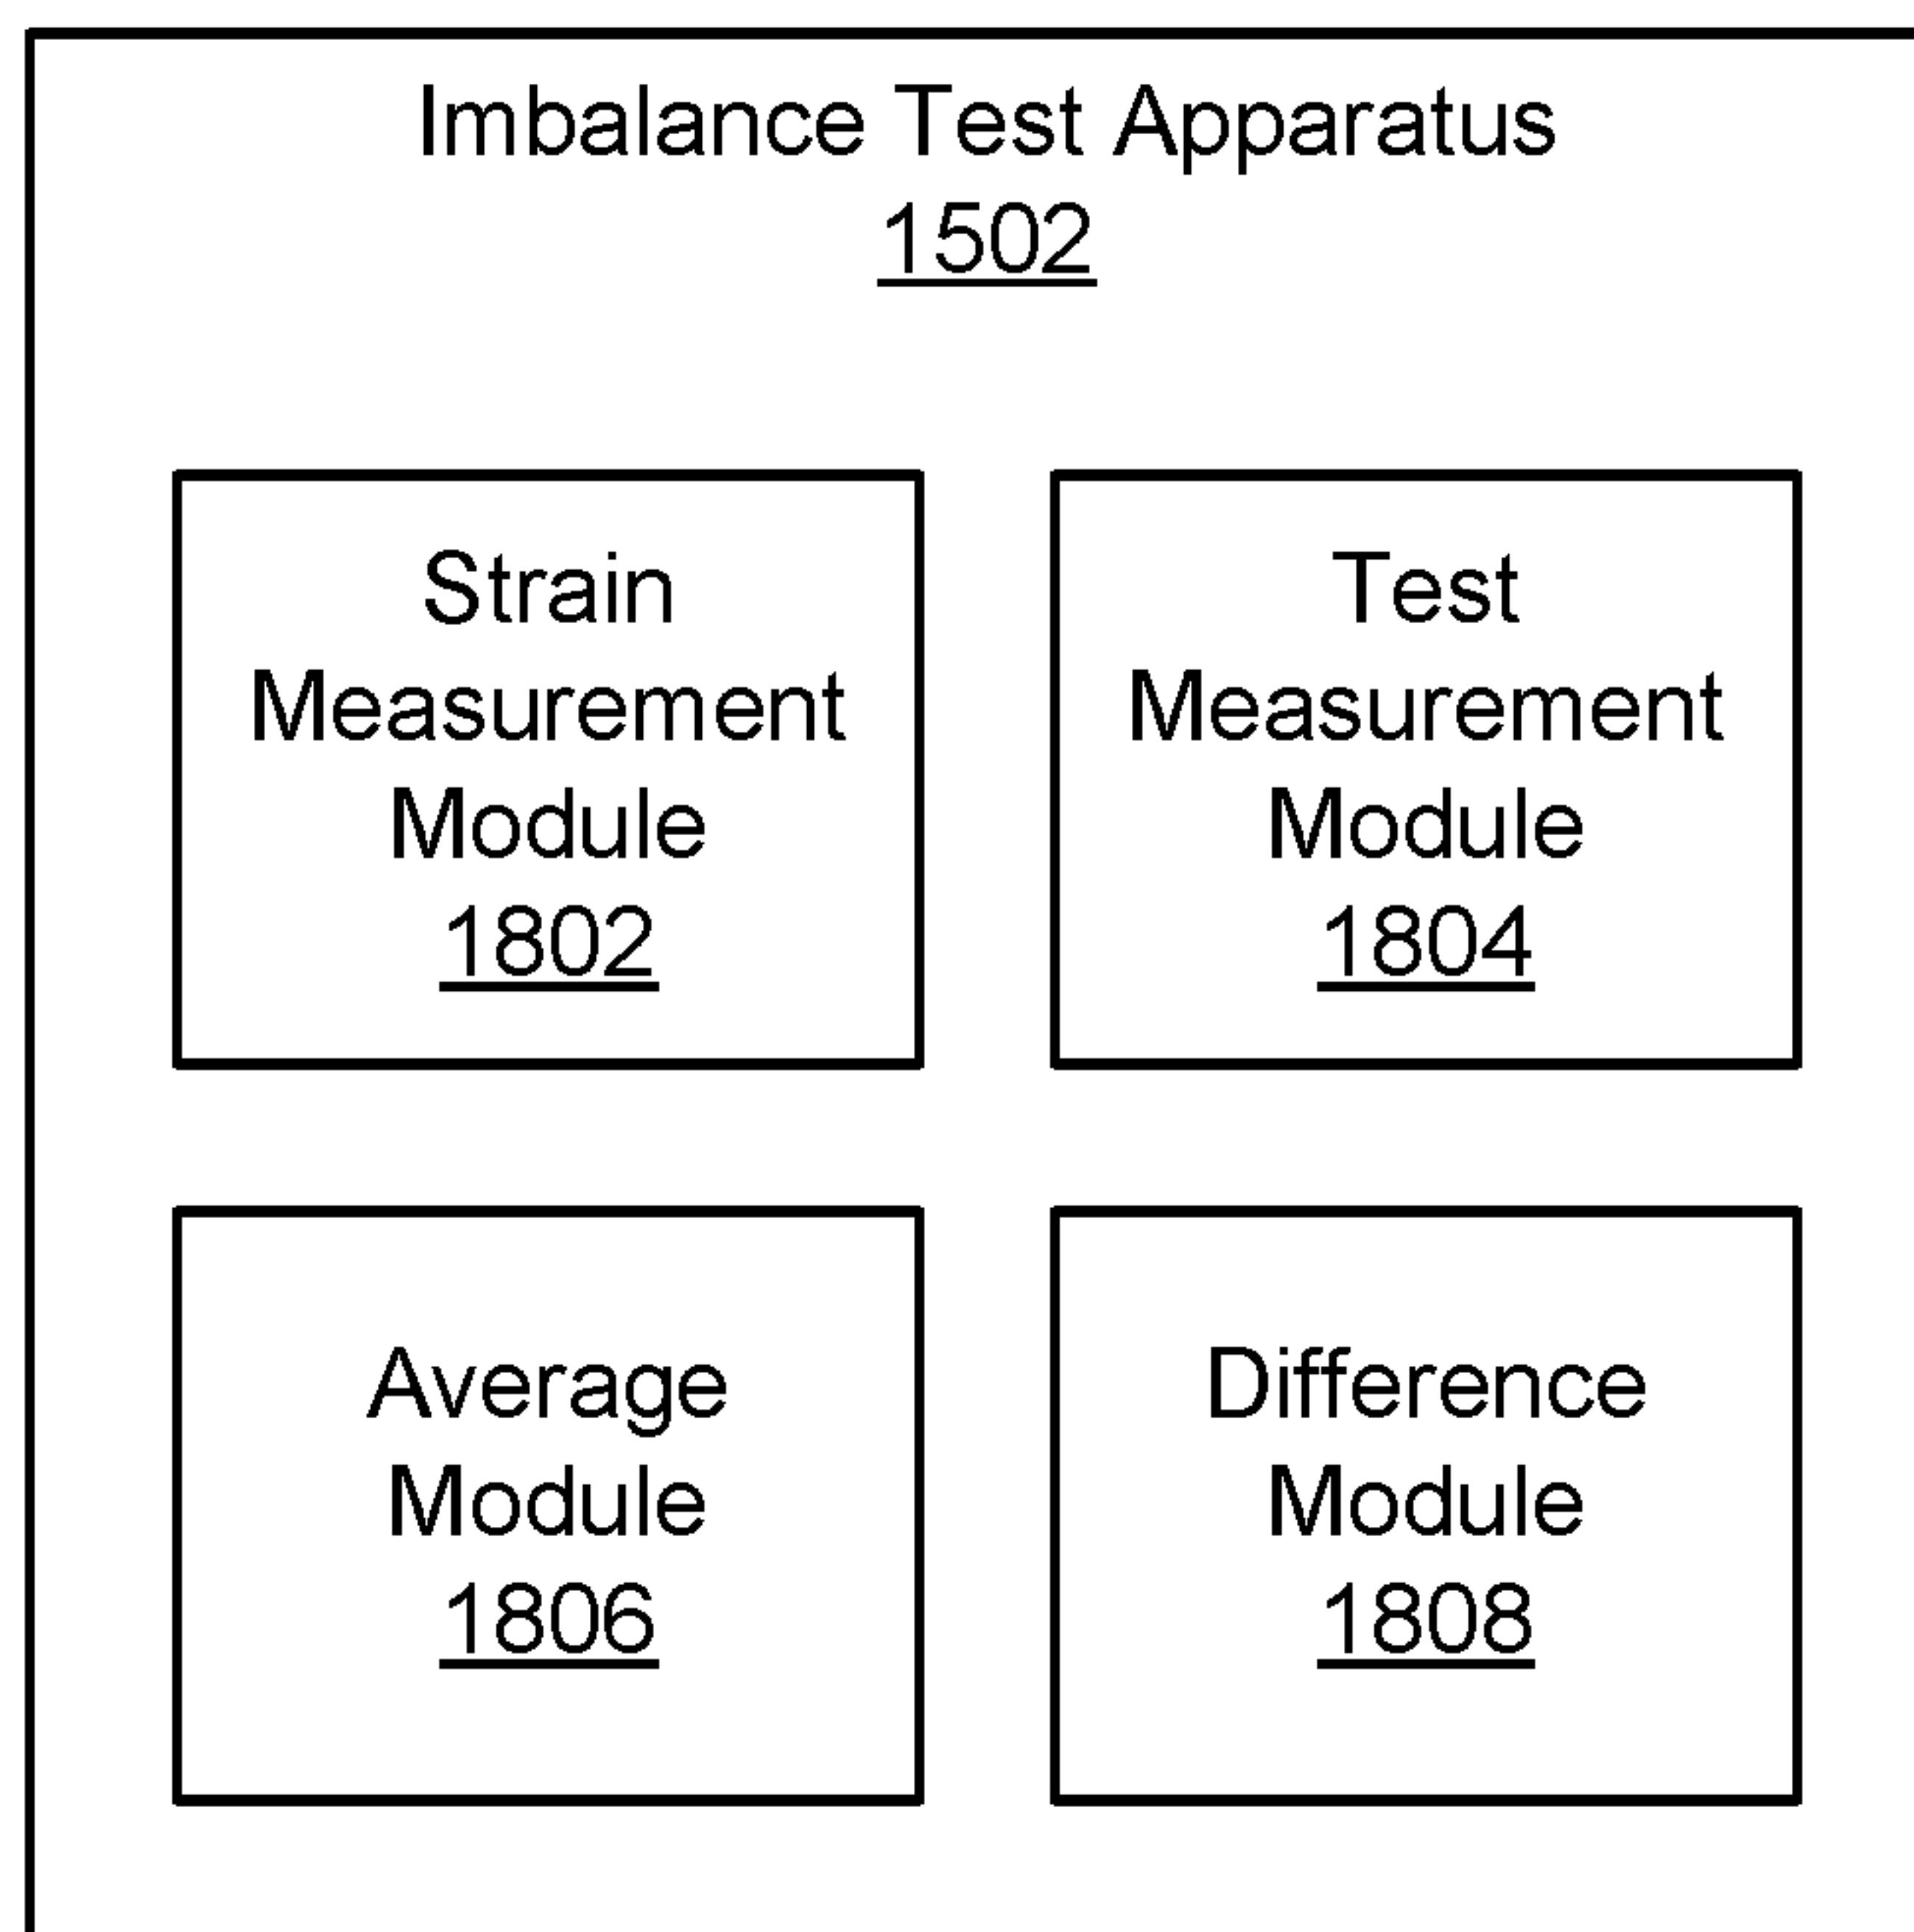 Imbalance Test Apparatus
1502
Strain
Measurement
Module
1802
Test
Measurement
Module
1804
Average
Module
1806
Difference
Module
1808